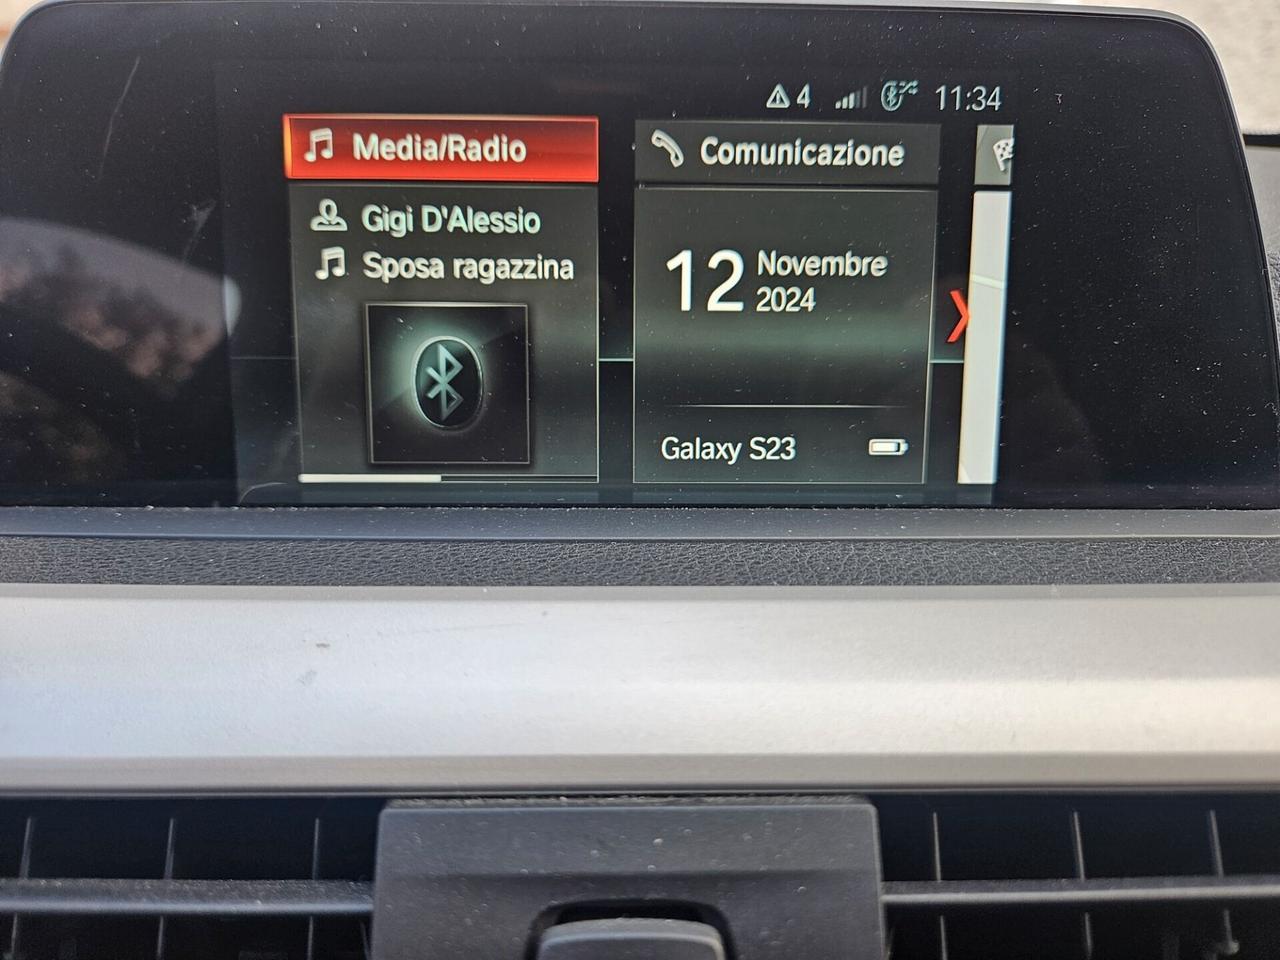 4 11:34
Media/Radio
Gigi D'Alessio
Sposa ragazzina
Comunicazione
12 Novembre
2024
Galaxy S23